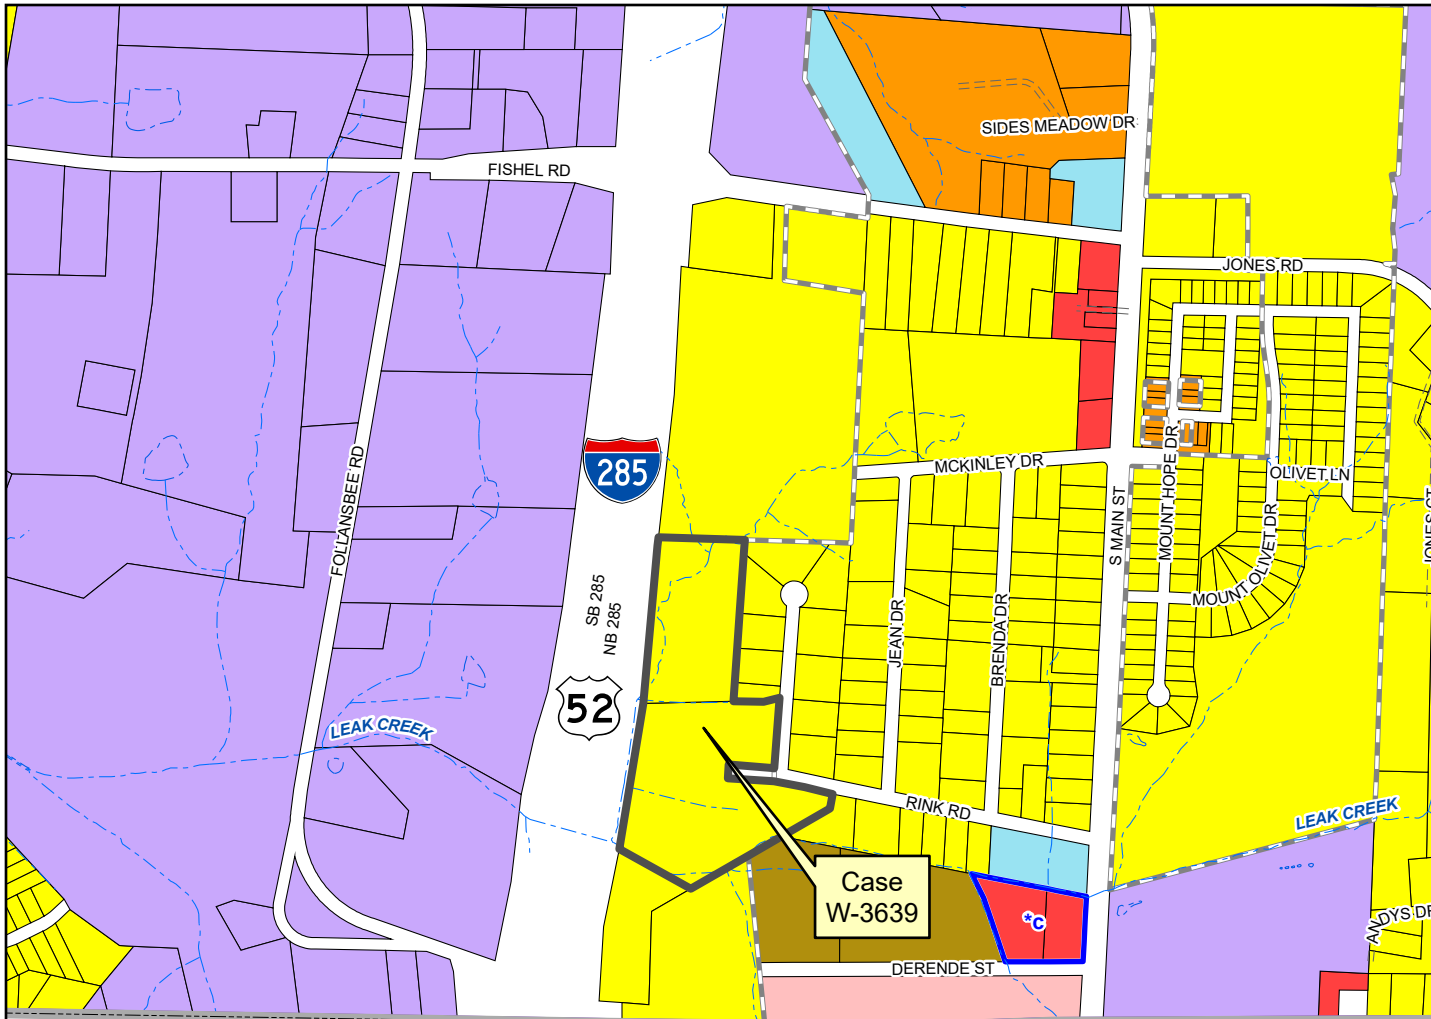 SIDES MEADOW DR
FISHEL RD
JONES RD
285
MCKINLEY DR
OLIVET LN
FOLLANSBEE RD
S MAIN ST
MOUNT HOPE DR
MOUNT OLIVET DR
JONES CT
SB 285
NB 285
JEAN DR
BRENDA DR
52
LEAK CREEK
RINK RD
LEAK CREEK
Case
W-3639
*C
ANDYS DR
DERENDE ST